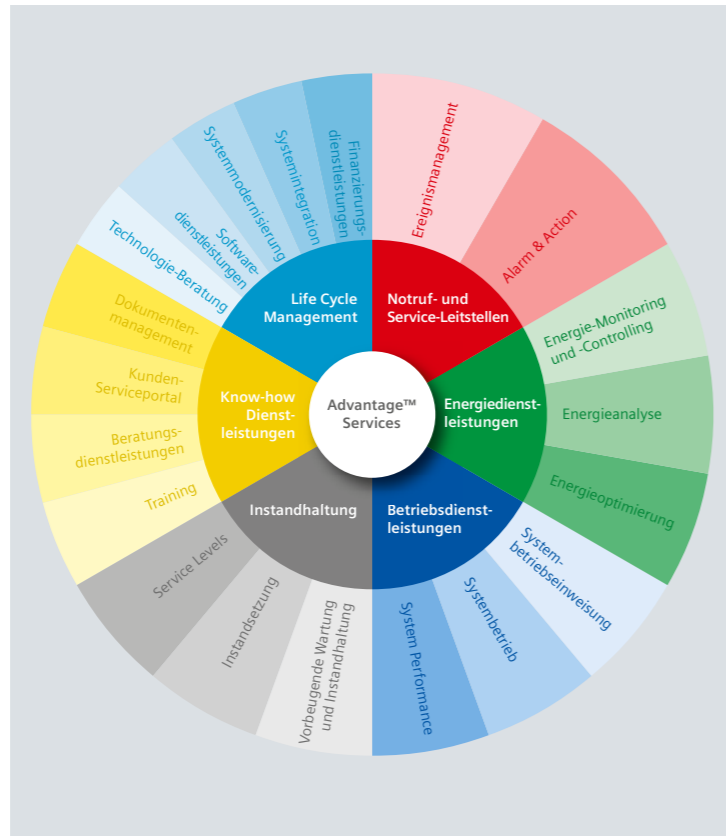 Advantage™
Services
Notruf- und
Service-Leitstellen
Ereignismanagement
Alarm & Action
Energiedienst-
leistungen
Energie-Monitoring
und -Controlling
Energieanalyse
Energieoptimierung
Betriebsdienst-
leistungen
System-
betriebseinweisung
Systembetrieb
System Performance
Instandhaltung
Vorbeugende Wartung
und Instandhaltung
Instandsetzung
Service Levels
Know-how
Dienst-
leistungen
Training
Beratungs-
dienstleistungen
Kunden-
Serviceportal
Dokumenten-
management
Life Cycle
Management
Technologie-Beratung
Software-
dienstleistungen
Systemmodernisierung
Systemintegration
Finanzierungs-
dienstleistungen